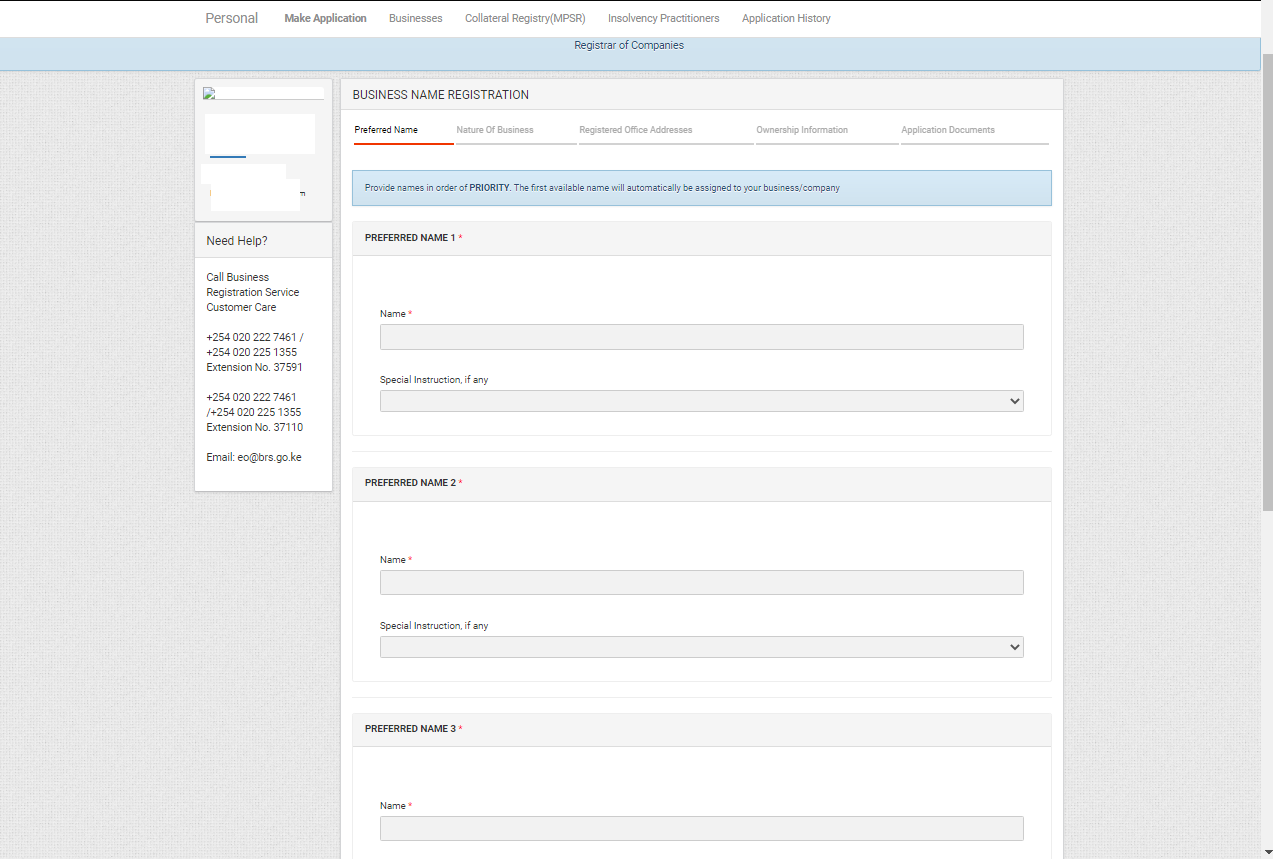 Personal Make Application Businesses Collateral Registry(MPSR) Insolvency Practitioners Application History
Registrar of Companies
Need Help?
Call Business
Registration Service
Customer Care
+254 020 222 7461 /
+254 020 225 1355
Extension No. 37591
+254 020 222 7461
/+254 020 225 1355
Extension No. 37110
Email: eo@brs.go.ke
BUSINESS NAME REGISTRATION
Preferred Name Nature Of Business Registered Office Addresses Ownership Information Application Documents
Provide names in order of PRIORITY. The first available name will automatically be assigned to your business/company
PREFERRED NAME 1 *
Name *
Special Instruction, if any
PREFERRED NAME 2 *
Name *
Special Instruction, if any
PREFERRED NAME 3 *
Name *